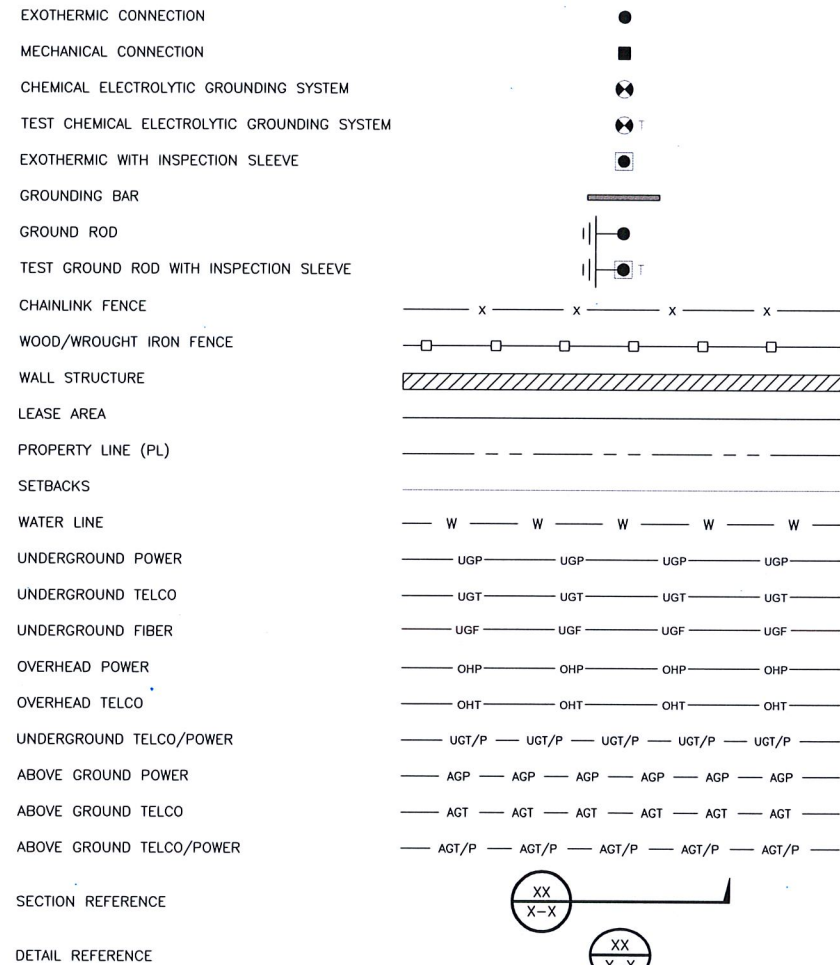 EXOTHERMIC CONNECTION
MECHANICAL CONNECTION
CHEMICAL ELECTROLYTIC GROUNDING SYSTEM
TEST CHEMICAL ELECTROLYTIC GROUNDING SYSTEM T
EXOTHERMIC WITH INSPECTION SLEEVE
GROUNDING BAR
GROUND ROD
TEST GROUND ROD WITH INSPECTION SLEEVE T
CHAINLINK FENCE X X X X
WOOD/WROUGHT IRON FENCE
WALL STRUCTURE
LEASE AREA
PROPERTY LINE (PL)
SETBACKS
WATER LINE W W W W W
UNDERGROUND POWER UGP UGP UGP UGP
UNDERGROUND TELCO UGT UGT UGT UGT
UNDERGROUND FIBER UGF UGF UGF UGF
OVERHEAD POWER OHP OHP OHP OHP
OVERHEAD TELCO OHT OHT OHT OHT
UNDERGROUND TELCO/POWER UGT/P UGT/P UGT/P UGT/P UGT/P
ABOVE GROUND POWER AGP AGP AGP AGP AGP AGP
ABOVE GROUND TELCO AGT AGT AGT AGT AGT AGT
ABOVE GROUND TELCO/POWER AGT/P AGT/P AGT/P AGT/P AGT/P
SECTION REFERENCE
XX
X-X
DETAIL REFERENCE
XX
X-X